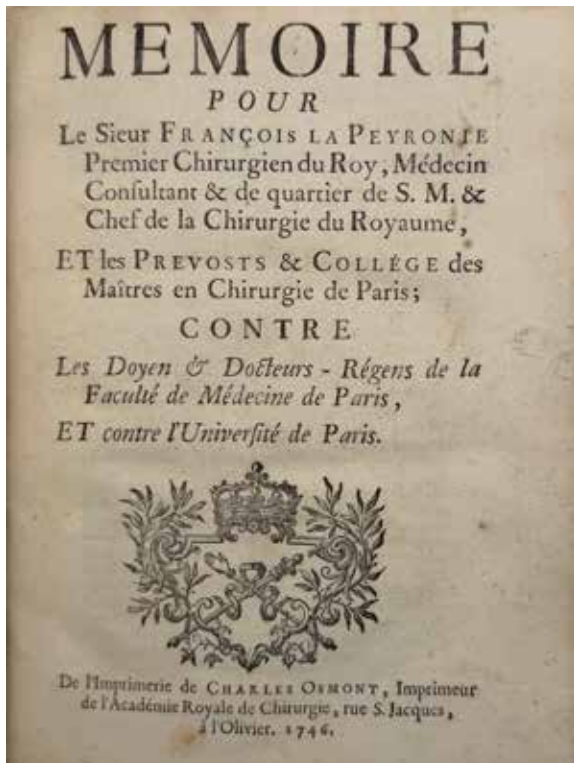 MEMOIRE
POUR
Le Sieur FRANÇOIS LA PEYRONIE
Premier Chirurgien du Roy, Médecin
Conſultant & de quartier de S. M. &
Chef de la Chirurgie du Royaume,
ET les PREVOSTS & COLLÉGE des
Maîtres en Chirurgie de Paris;
CONTRE
Les Doyen & Docteurs - Régens de la
Faculté de Médecine de Paris,
ET contre l'Univerſité de Paris.
De l'Imprimerie de CHARLES OSMONT, Imprimeur
de l'Académie Royale de Chirurgie, rue S. Jacques,
à l'Olivier. 1746.